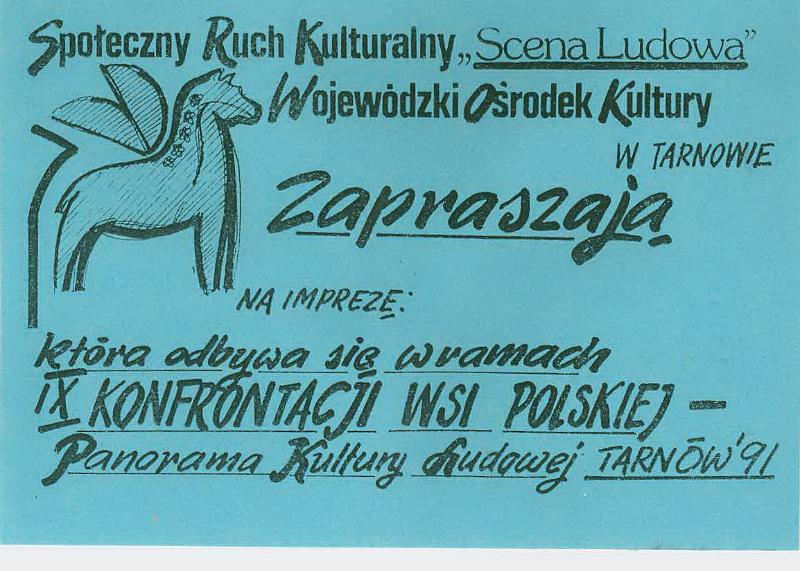 Społeczny Ruch Kulturalny „Scena Ludowa”
Wojewódzki Ośrodek Kultury
W TARNOWIE
Zapraszają
NA IMPREZĘ:
która odbywa się w ramach
IX KONFRONTACJI WSI POLSKIEJ –
Panorama Kultury Ludowej TARNÓW '91